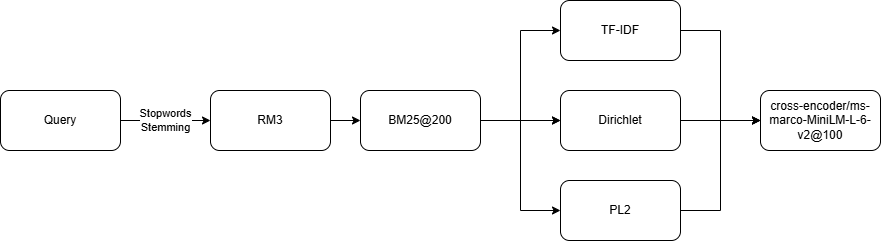 Query
Stopwords
Stemming
RM3
BM25@200
TF-IDF
Dirichlet
PL2
cross-encoder/ms-
marco-MiniLM-L-6-
v2@100